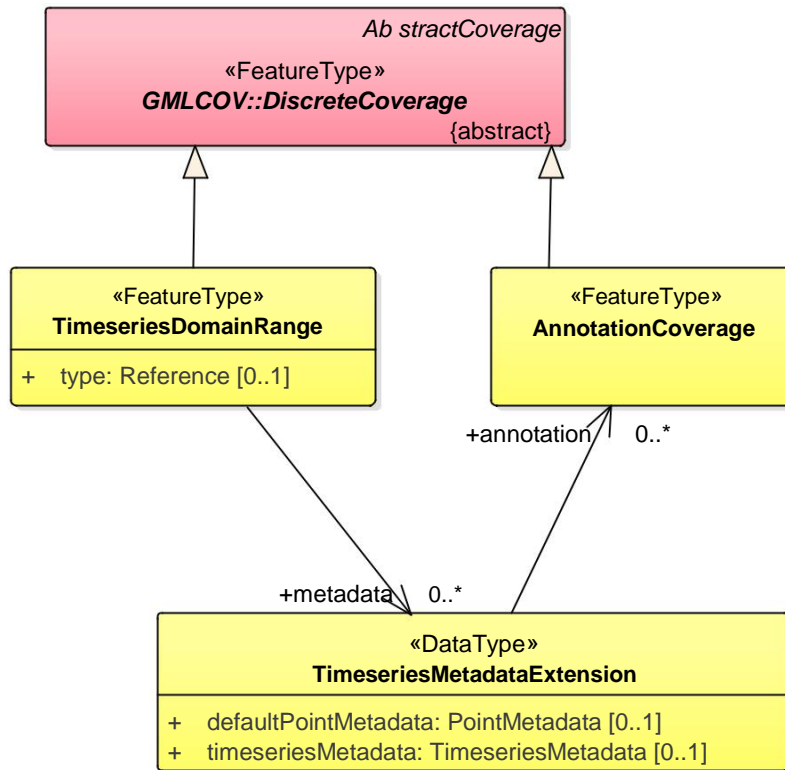 Ab stractCoverage
«FeatureType»
GMLCOV::DiscreteCoverage
{abstract}
«FeatureType»
TimeseriesDomainRange
+ type: Reference [0..1]
«FeatureType»
AnnotationCoverage
+annotation 0..*
+metadata 0..*
«DataType»
TimeseriesMetadataExtension
+ defaultPointMetadata: PointMetadata [0..1]
+ timeseriesMetadata: TimeseriesMetadata [0..1]